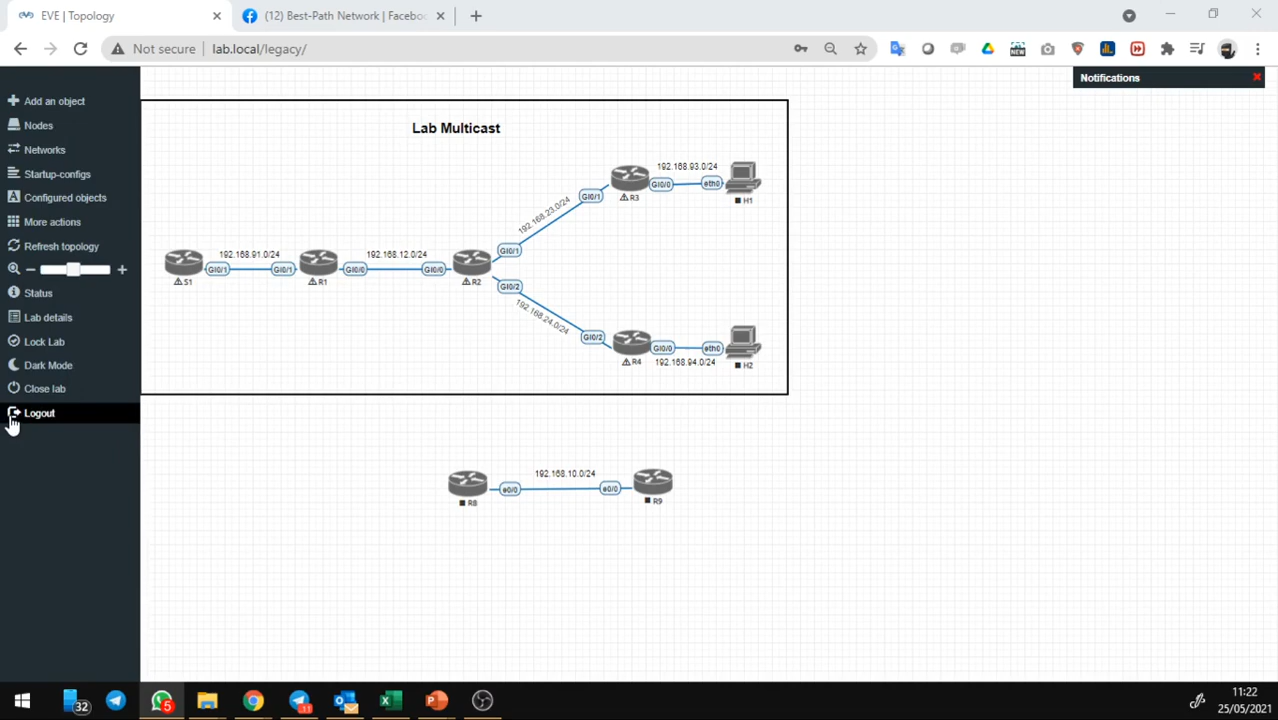 EVE | Topology
(12) Best-Path Network | Facebo
Not secure
lab.local/legacy/
NEW
Add an object
Nodes
Networks
Startup-configs
Configured objects
More actions
Refresh topology
Status
Lab details
Lock Lab
Dark Mode
Close lab
Logout
Notifications
Lab Multicast
192.168.93.0/24
Gi0/1
R3
Gi0/0
eth0
H1
192.168.23.0/24
192.168.91.0/24
192.168.12.0/24
Gi0/1
S1
Gi0/1
Gi0/1
R1
Gi0/0
Gi0/0
R2
Gi0/2
192.168.24.0/24
Gi0/2
R4
Gi0/0
eth0
H2
192.168.94.0/24
192.168.10.0/24
R8
e0/0
e0/0
R9
32
5
11
11:22
25/05/2021